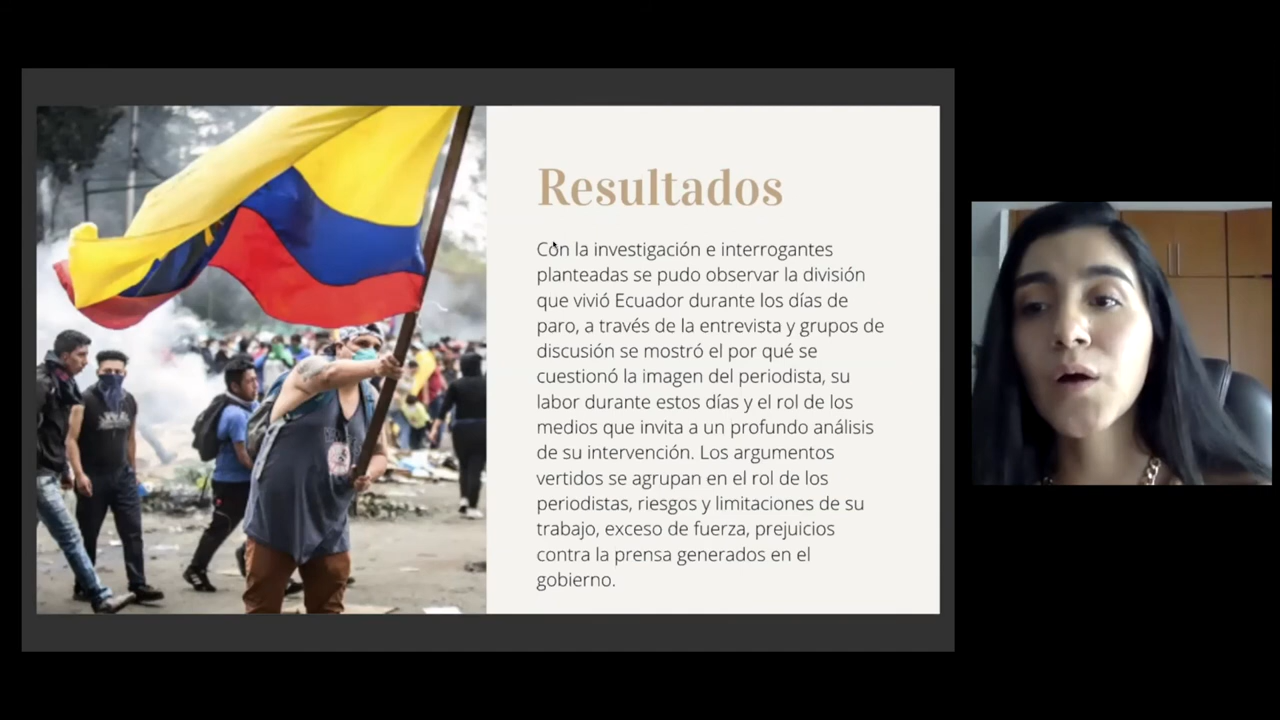 Resultados
Con la investigación e interrogantes
planteadas se pudo observar la división
que vivió Ecuador durante los días de
paro, a través de la entrevista y grupos de
discusión se mostró el por qué se
cuestionó la imagen del periodista, su
labor durante estos días y el rol de los
medios que invita a un profundo análisis
de su intervención. Los argumentos
vertidos se agrupan en el rol de los
periodistas, riesgos y limitaciones de su
trabajo, exceso de fuerza, prejuicios
contra la prensa generados en el
gobierno.